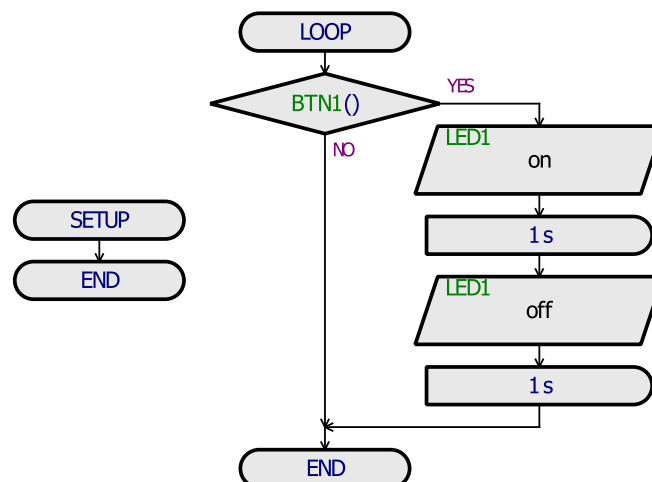 LOOP
BTN1()
YES
NO
LED1
on
1s
LED1
off
1s
END
SETUP
END